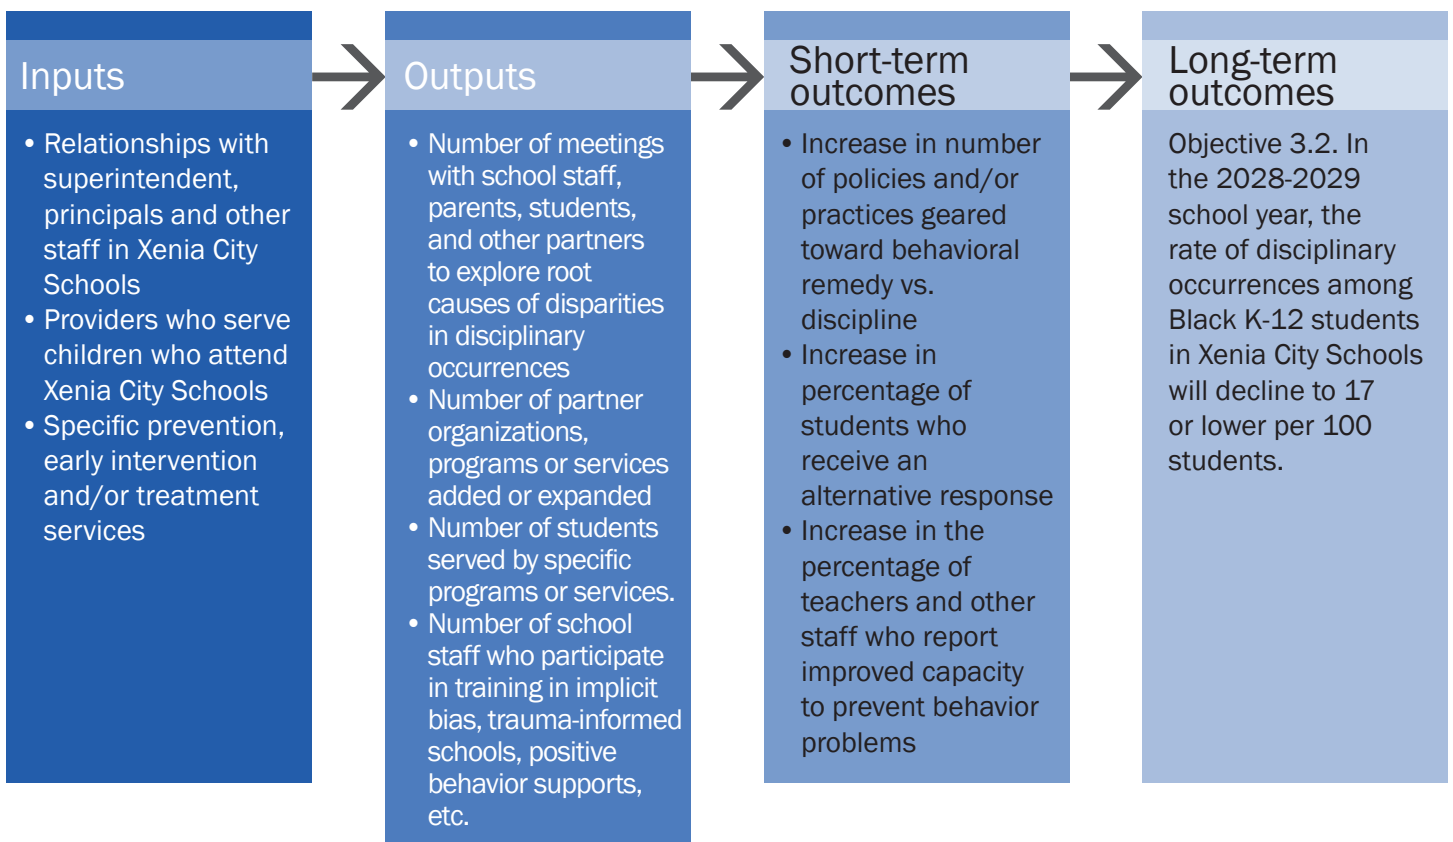 Inputs
• Relationships with
superintendent,
principals and other
staff in Xenia City
Schools
• Providers who serve
children who attend
Xenia City Schools
• Specific prevention,
early intervention
and/or treatment
services
Outputs
• Number of meetings
with school staff,
parents, students,
and other partners
to explore root
causes of disparities
in disciplinary
occurrences
• Number of partner
organizations,
programs or services
added or expanded
• Number of students
served by specific
programs or services.
• Number of school
staff who participate
in training in implicit
bias, trauma-informed
schools, positive
behavior supports,
etc.
Short-term
outcomes
• Increase in number
of policies and/or
practices geared
toward behavioral
remedy vs.
discipline
• Increase in
percentage of
students who
receive an
alternative response
• Increase in the
percentage of
teachers and other
staff who report
improved capacity
to prevent behavior
problems
Long-term
outcomes
Objective 3.2. In
the 2028-2029
school year, the
rate of disciplinary
occurrences among
Black K-12 students
in Xenia City Schools
will decline to 17
or lower per 100
students.